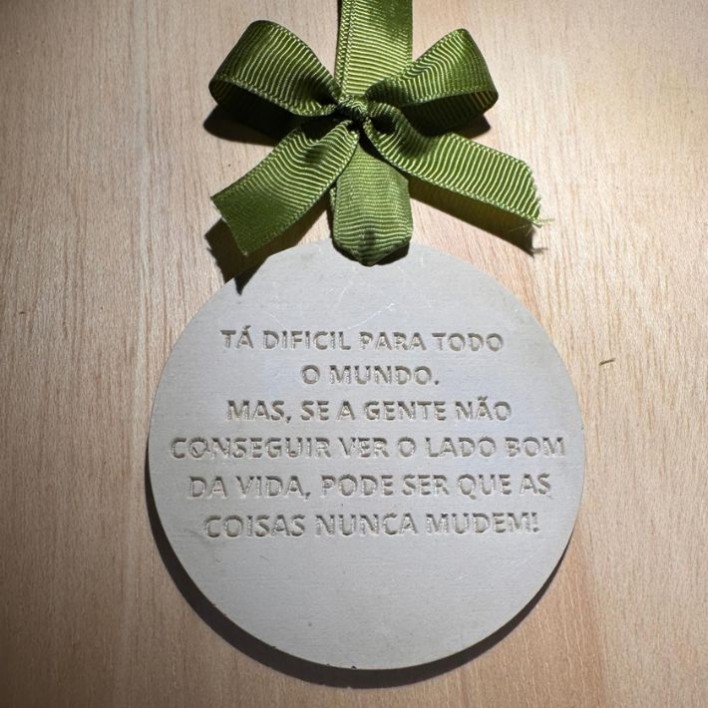 TÁ DIFICIL PARA TODO
O MUNDO.
MAS, SE A GENTE NÃO
CONSEGUIR VER O LADO BOM
DA VIDA, PODE SER QUE AS
COISAS NUNCA MUDEM!